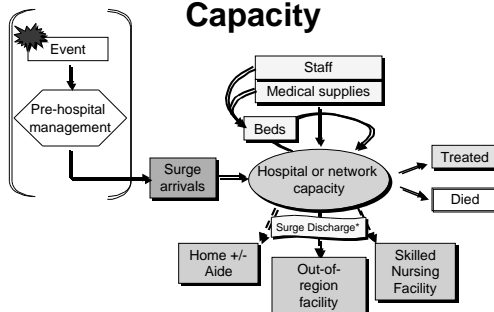 Capacity
Event
Pre-hospital
management
Staff
Medical supplies
Beds
Surge
arrivals
Hospital or network
capacity
Treated
Died
Surge Discharge*
Home +/-
Aide
Out-of-
region
facility
Skilled
Nursing
Facility